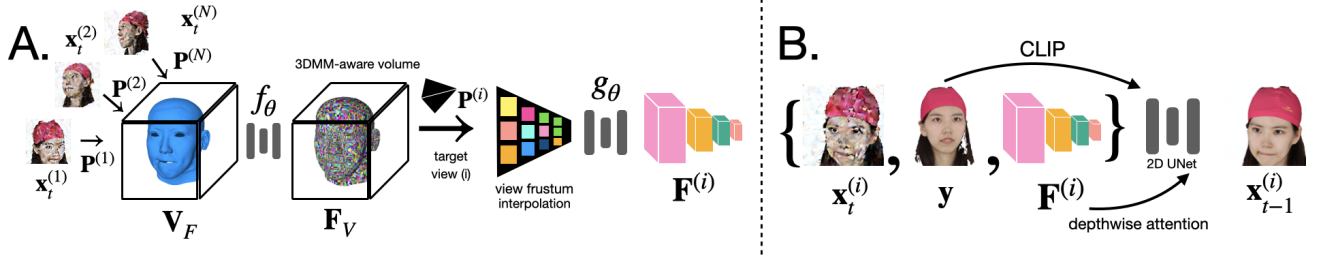 A.
x_t^(1)
P^(1)
x_t^(2)
P^(2)
x_t^(N)
P^(N)
V_F
f_θ
3DMM-aware volume
F_V
P^(i)
target
view (i)
view frustum
interpolation
g_θ
F^(i)
B.
CLIP
{
x_t^(i)
,
y
,
F^(i)
}
2D UNet
depthwise attention
x_{t-1}^(i)